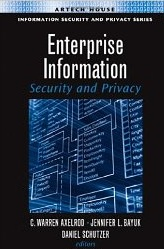 ARTECH HOUSE
INFORMATION SECURITY AND PRIVACY SERIES
Enterprise
Information
Security and Privacy
C. WARREN AXELROD • JENNIFER L. BAYUK
DANIEL SCHUTZER
editors